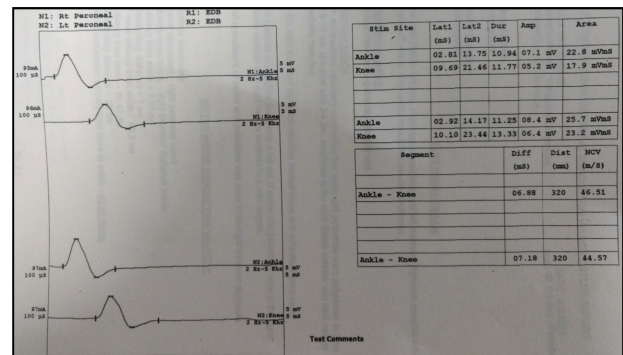 N1: Rt Peroneal R1: EDB
N2: Lt Peroneal R2: EDB
95mA
100 µS
5 mV
N1:Ankle 5 mS
2 Hz-5 Khz
96mA
100 µS
5 mV
5 mS
N1:Knee
2 Hz-5 Khz
97mA
100 µS
N2:Ankle
2 Hz-5 Khz 5 mV
5 mS
97mA
100 µS
5 mV
N2:Knee 5 mS
2 Hz-5 Khz
Stim Site Lat1 Lat2 Dur Amp Area
(mS) (mS) (mS)
Ankle 02.81 13.75 10.94 07.1 mV 22.8 mVmS
Knee 09.69 21.46 11.77 05.2 mV 17.9 mVmS
Ankle 02.92 14.17 11.25 08.4 mV 25.7 mVmS
Knee 10.10 23.44 13.33 06.4 mV 23.2 mVmS
Segment Diff Dist NCV
(mS) (mm) (m/S)
Ankle - Knee 06.88 320 46.51
Ankle - Knee 07.18 320 44.57
Test Comments